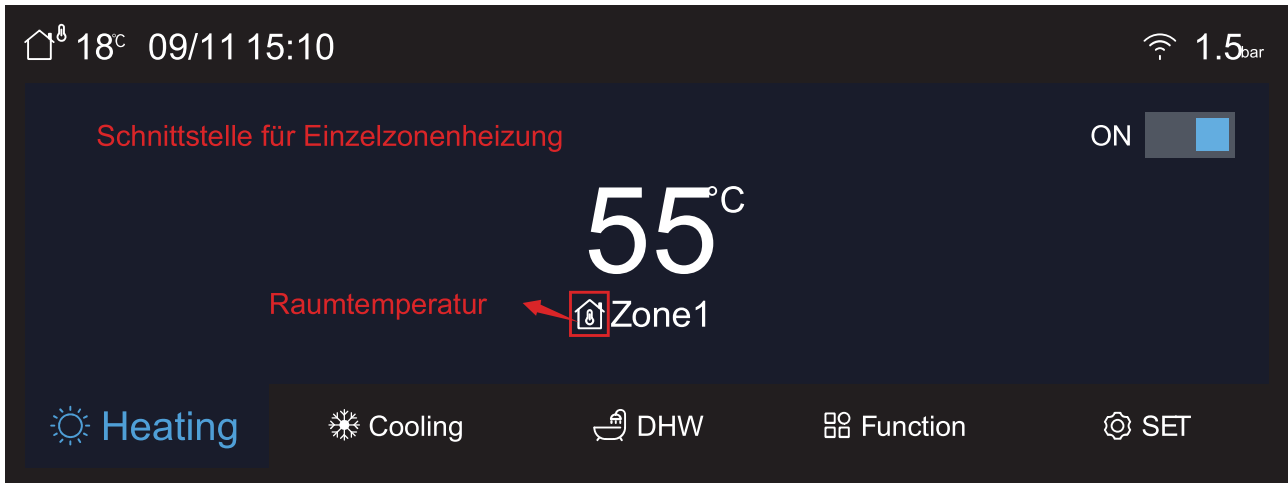 18°C 09/11 15:10 1.5bar
Schnittstelle für Einzelzonenheizung ON
55°C
Raumtemperatur Zone1
Heating Cooling DHW Function SET